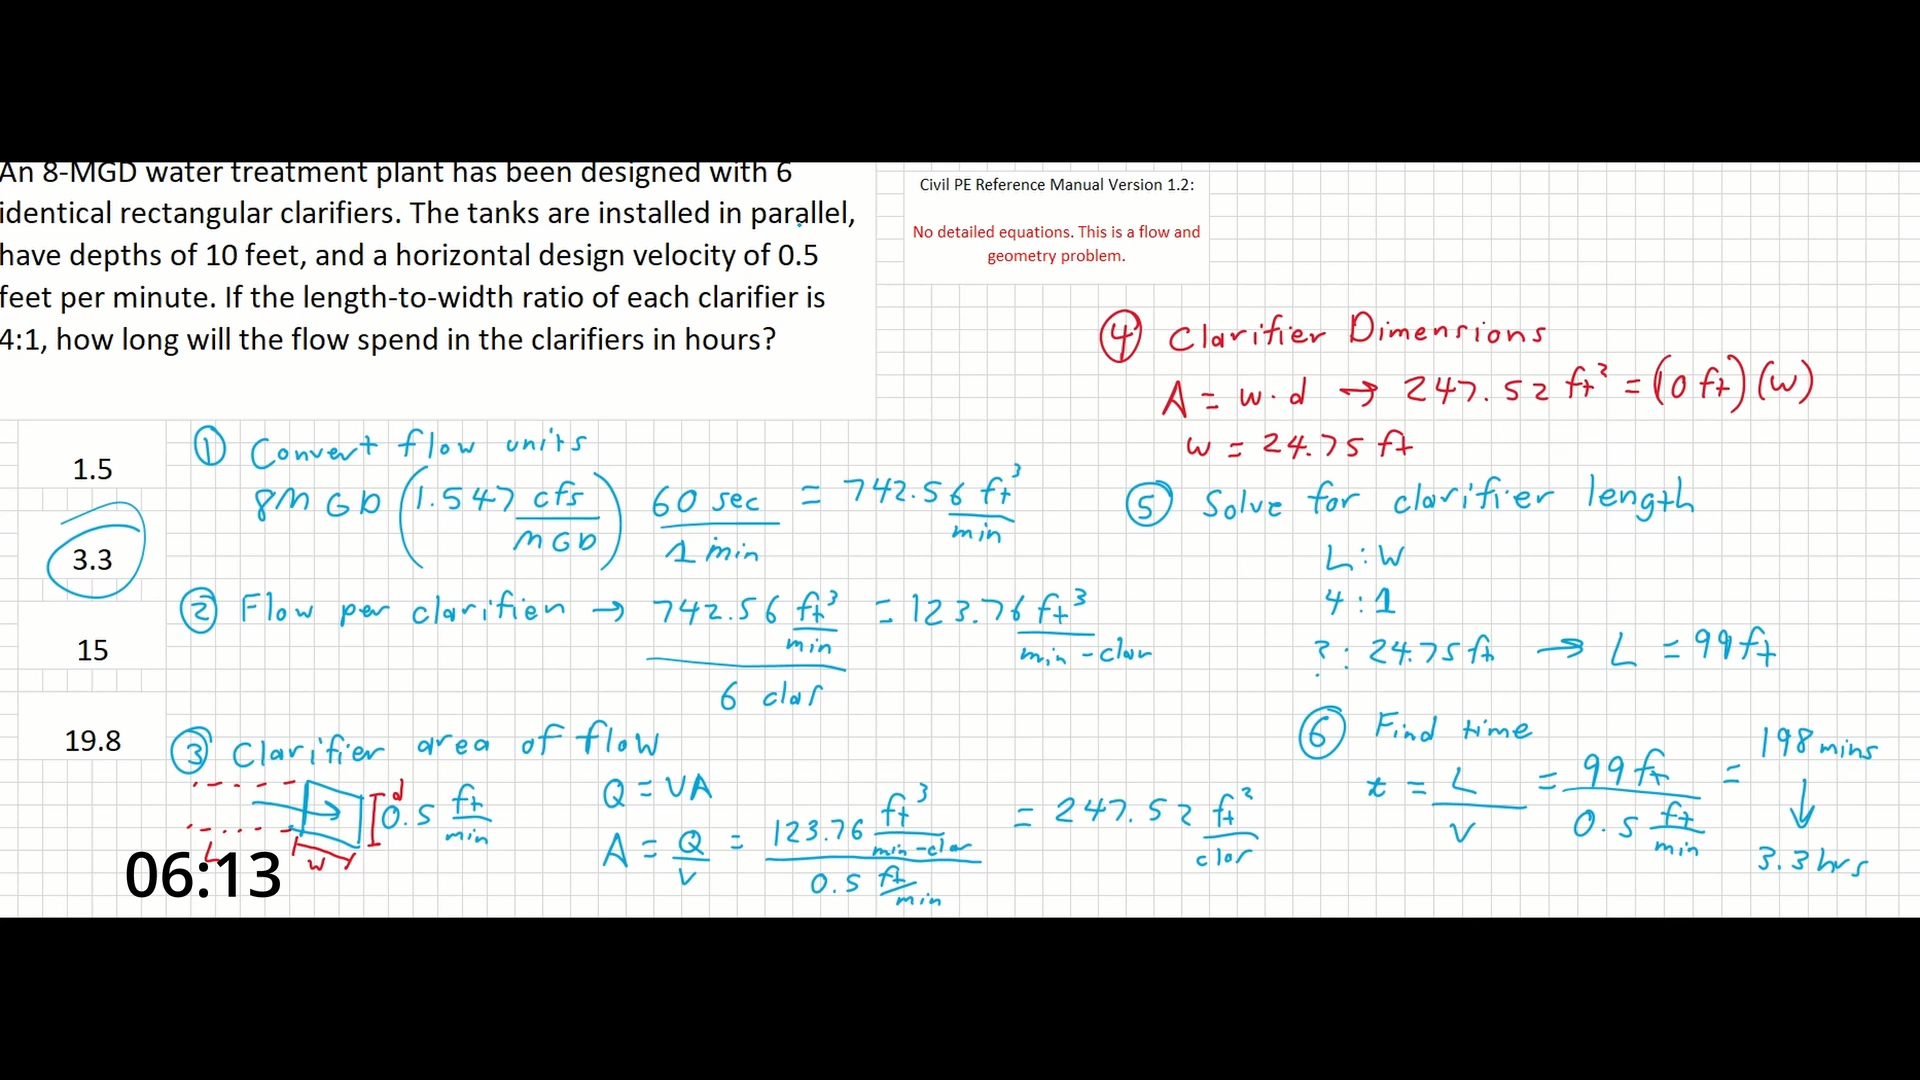 An 8-MGD water treatment plant has been designed with 6
identical rectangular clarifiers. The tanks are installed in parallel,
have depths of 10 feet, and a horizontal design velocity of 0.5
feet per minute. If the length-to-width ratio of each clarifier is
4:1, how long will the flow spend in the clarifiers in hours?
1.5
3.3
15
19.8
① Convert flow units
8MGD (1.547 cfs/MGD) 60 sec/1 min = 742.56 ft³/min
② Flow per clarifier → 742.56 ft³/min / 6 clar = 123.76 ft³/min-clar
③ Clarifier area of flow
d
0.5 ft/min
L
w
Q = VA
A = Q/V = 123.76 ft³/min-clar / 0.5 ft/min = 247.52 ft²/clar
06:13
Civil PE Reference Manual Version 1.2:
No detailed equations. This is a flow and
geometry problem.
④ Clarifier Dimensions
A = w·d → 247.52 ft² = (10 ft)(w)
w = 24.75 ft
⑤ Solve for clarifier length
L:W
4:1
?: 24.75 ft → L = 99 ft
⑥ Find time
t = L/V = 99 ft / 0.5 ft/min = 198 mins
↓
3.3 hrs